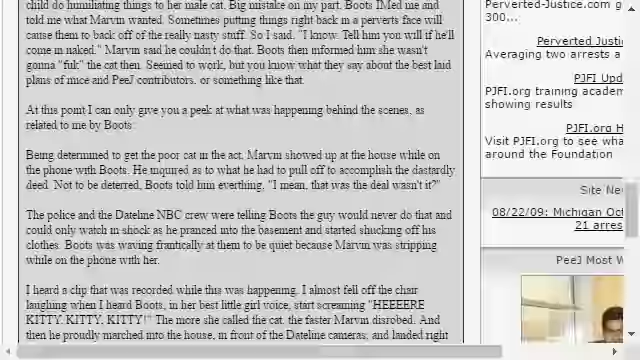 child do humiliating things to her male cat. Big mistake on my part. Boots IMed me and
told me what Marvin wanted. Sometimes putting things right back in a perverts face will
cause them to back off of the really nasty stuff. So I said, "I know. Tell him you will if he'll
come in naked." Marvin said he couldn't do that. Boots then informed him she wasn't
gonna "fuk" the cat then. Seemed to work, but you know what they say about the best laid
plans of mice and PeeJ contributors, or something like that.
At this point I can only give you a peek at what was happening behind the scenes, as
related to me by Boots:
Being determined to get the poor cat in the act, Marvin showed up at the house while on
the phone with Boots. He inquired as to what he had to pull off to accomplish the dastardly
deed. Not to be deterred, Boots told him everthing, "I mean, that was the deal wasn't it?"
The police and the Dateline NBC crew were telling Boots the guy would never do that and
could only watch in shock as he pranced into the basement and started shucking off his
clothes. Boots was waving frantically at them to be quiet because Marvin was stripping
while on the phone with her.
I heard a clip that was recorded while this was happening. I almost fell off the chair
laughing when I heard Boots, in her best little girl voice, start screaming "HEEEERE
KITTY, KITTY, KITTY!" The more she called the cat, the faster Marvin disrobed. And
then he proudly marched into the house, in front of the Dateline cameras, and landed right
Perverted-Justice.com
300...
Perverted Justi
Averaging two arrests a
PJFI Upd
PJFI.org training academ
showing results
PJFI.org H
Visit PJFI.org to see wha
around the Foundation
Site Ne
08/22/09: Michigan Oct
21 arres
PeeJ Most W